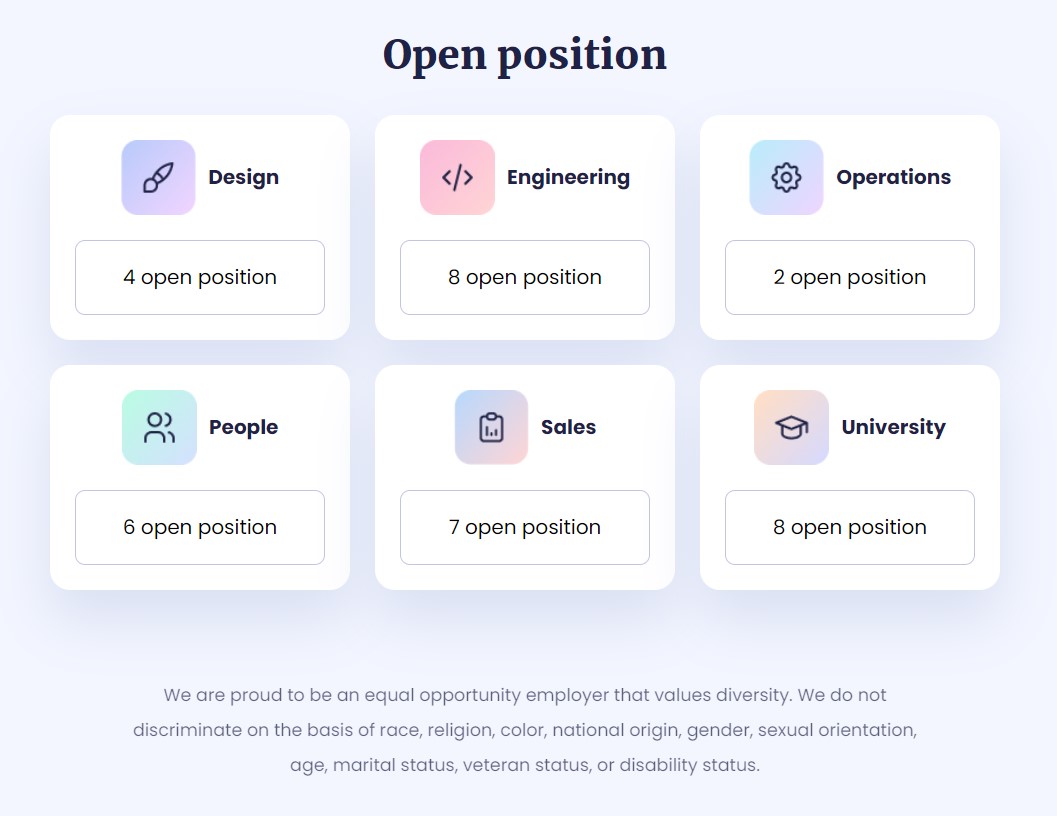 Open position
Design
Engineering
Operations
4 open position
8 open position
2 open position
People
Sales
University
6 open position
7 open position
8 open position
We are proud to be an equal opportunity employer that values diversity. We do not
discriminate on the basis of race, religion, color, national origin, gender, sexual orientation,
age, marital status, veteran status, or disability status.